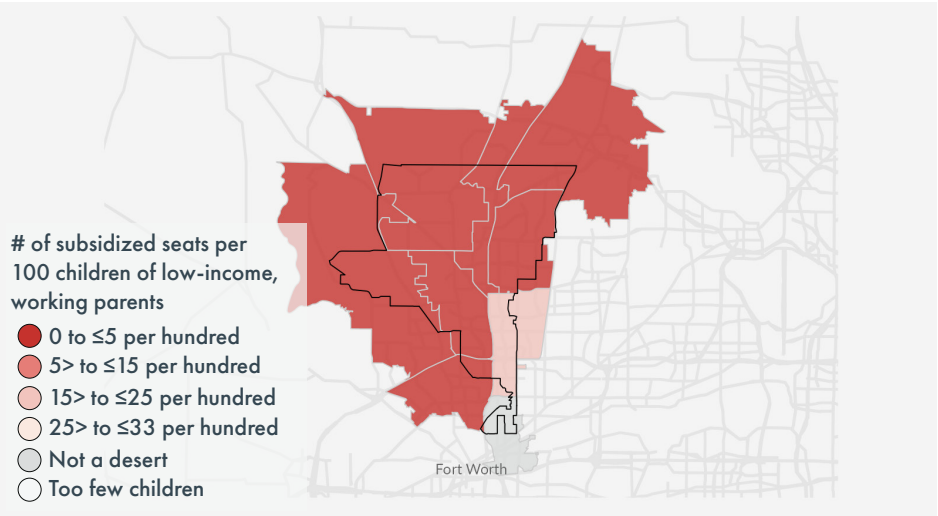 # of subsidized seats per
100 children of low-income,
working parents
0 to ≤5 per hundred
5> to ≤15 per hundred
15> to ≤25 per hundred
25> to ≤33 per hundred
Not a desert
Too few children
Fort Worth